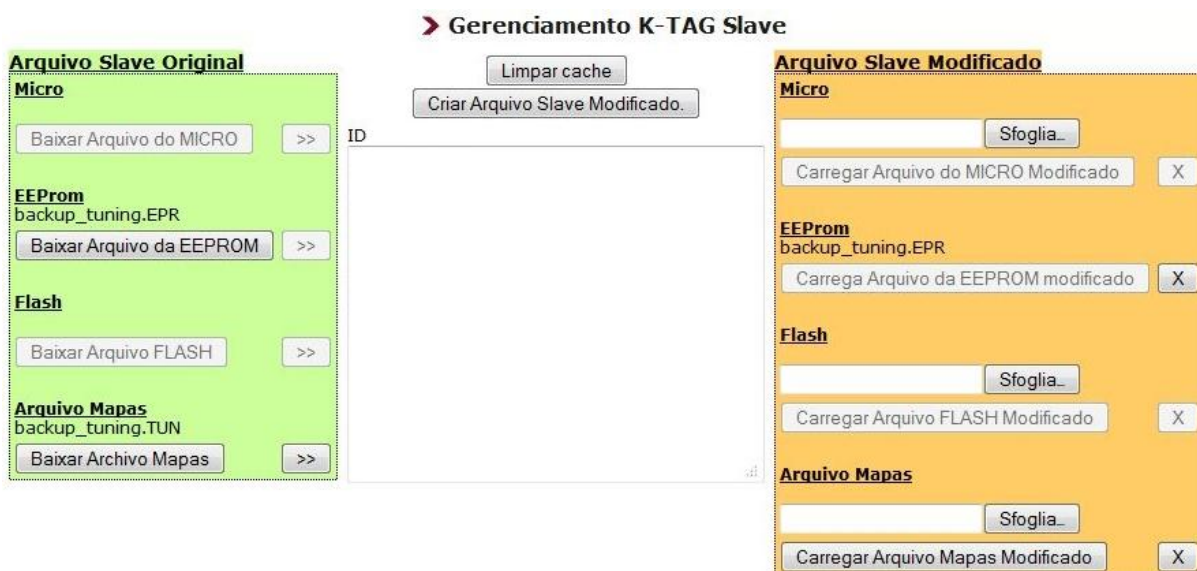 Gerenciamento K-TAG Slave
Arquivo Slave Original
Micro
Baixar Arquivo do MICRO >>
EEProm
backup_tuning.EPR
Baixar Arquivo da EEPROM >>
Flash
Baixar Arquivo FLASH >>
Arquivo Mapas
backup_tuning.TUN
Baixar Archivo Mapas >>
Limpar cache
Criar Arquivo Slave Modificado.
ID
Arquivo Slave Modificado
Micro
Sfoglia_
Carregar Arquivo do MICRO Modificado X
EEProm
backup_tuning.EPR
Carrega Arquivo da EEPROM modificado X
Flash
Sfoglia_
Carregar Arquivo FLASH Modificado X
Arquivo Mapas
Sfoglia_
Carregar Arquivo Mapas Modificado X